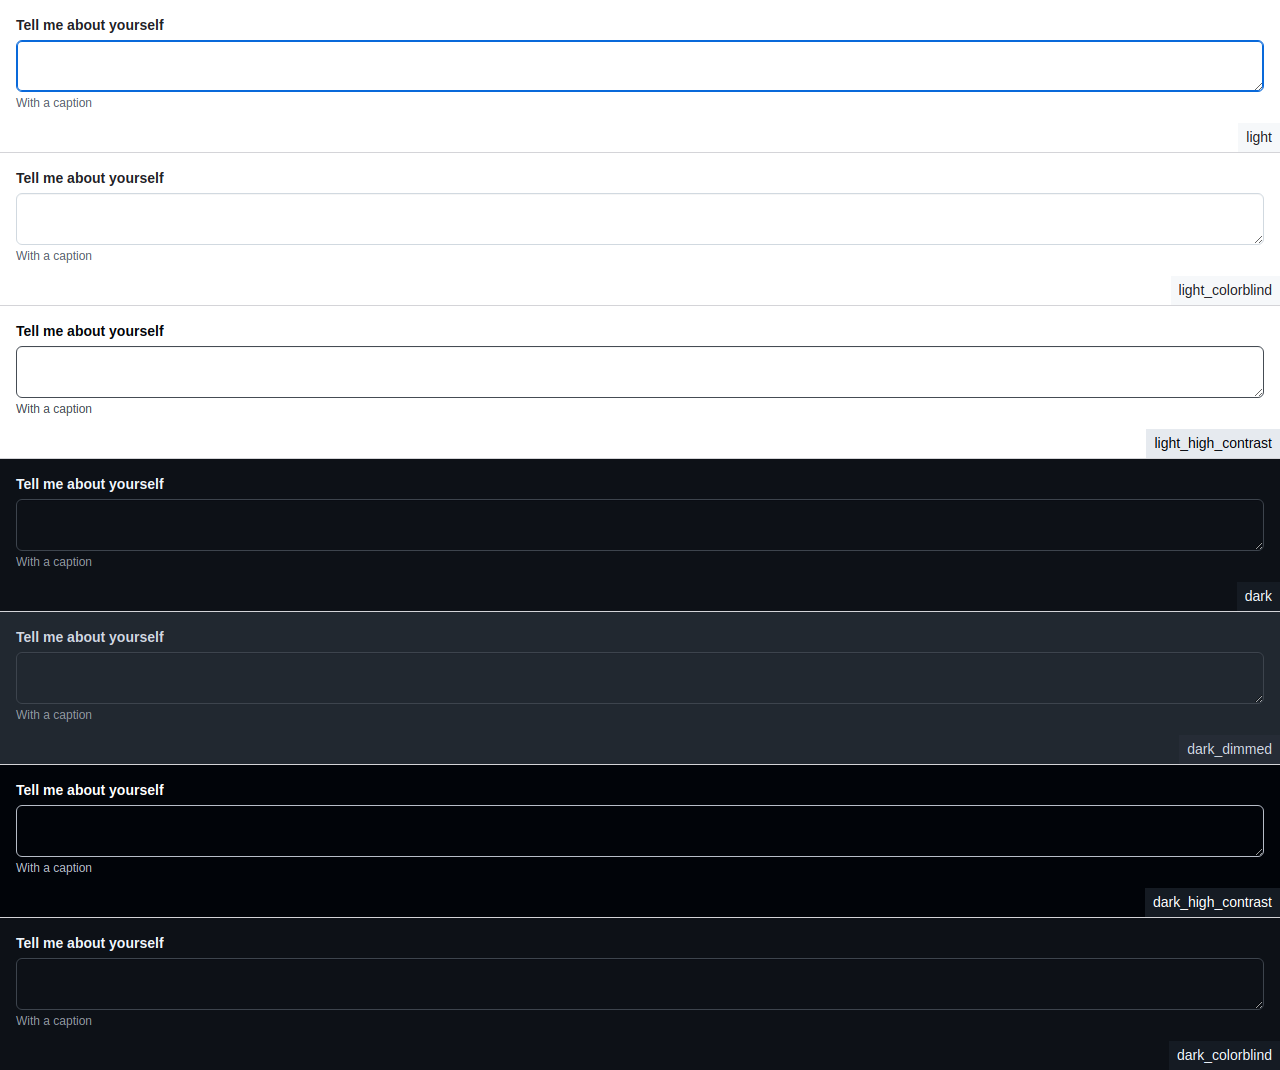 Tell me about yourself
With a caption
light
Tell me about yourself
With a caption
light_colorblind
Tell me about yourself
With a caption
light_high_contrast
Tell me about yourself
With a caption
dark
Tell me about yourself
With a caption
dark_dimmed
Tell me about yourself
With a caption
dark_high_contrast
Tell me about yourself
With a caption
dark_colorblind